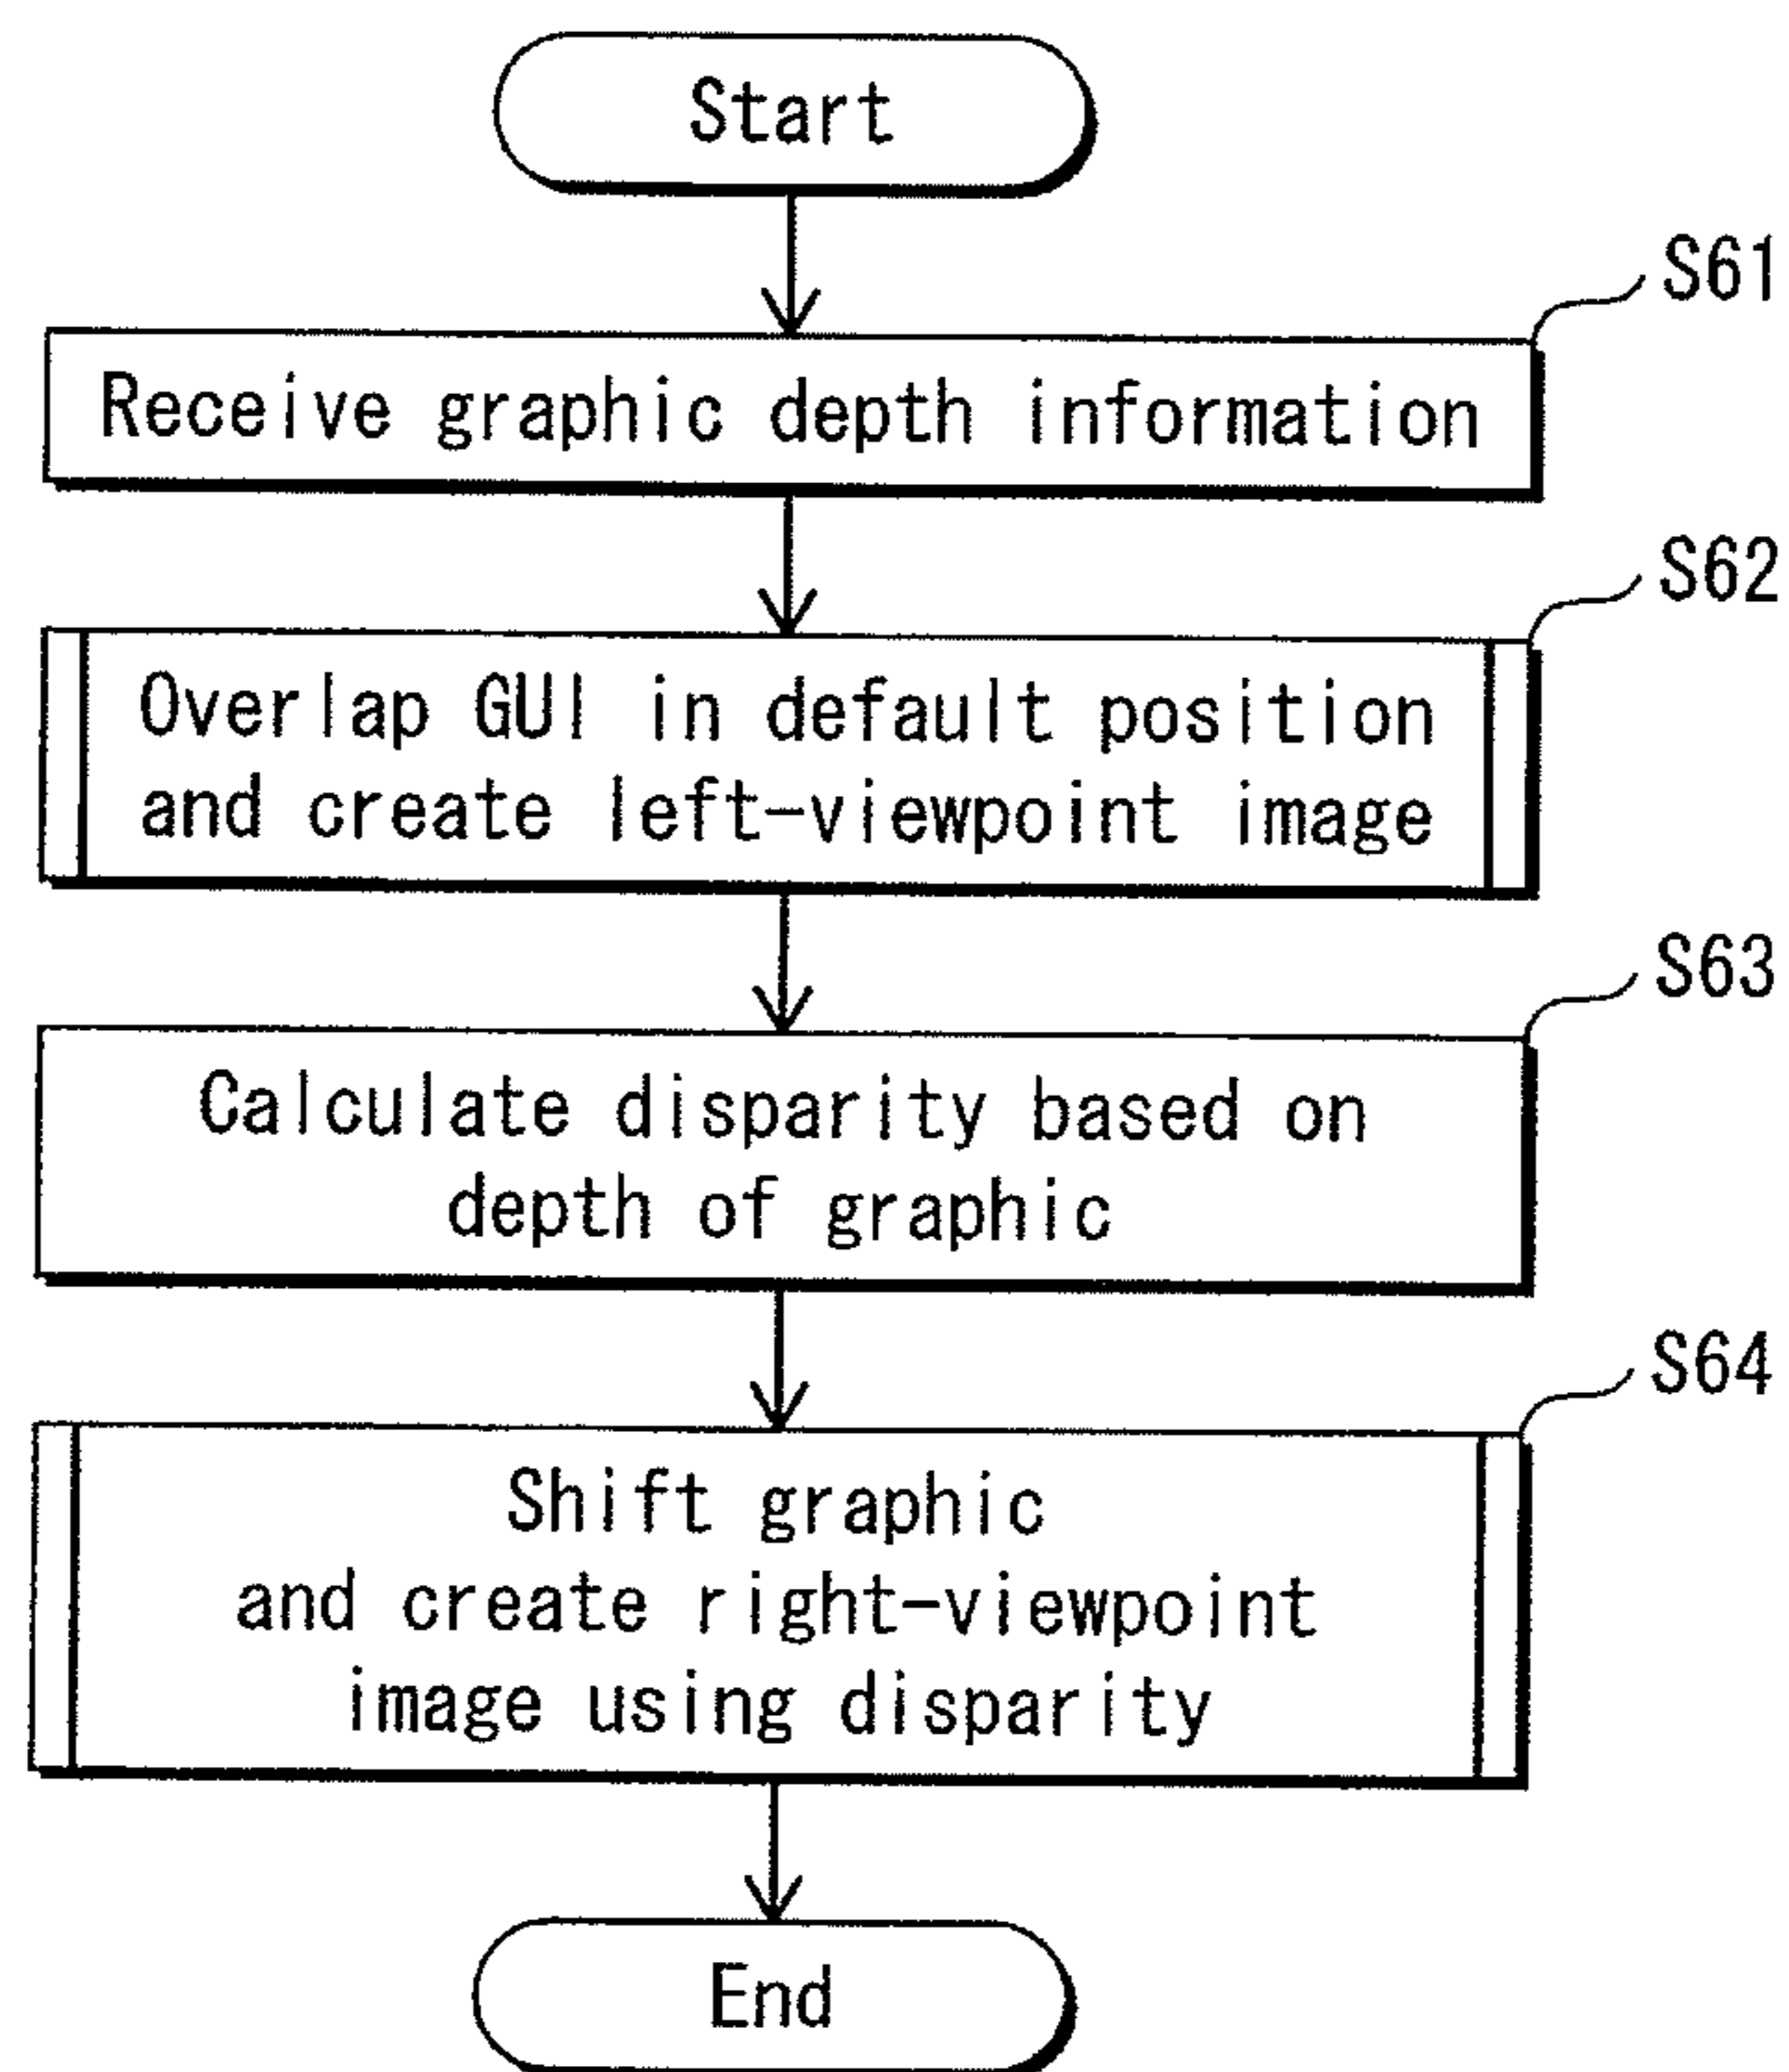 Start
S61
Receive graphic depth information
S62
Overlap GUI in default position
and create left-viewpoint image
S63
Calculate disparity based on
depth of graphic
S64
Shift graphic
and create right-viewpoint
image using disparity
End